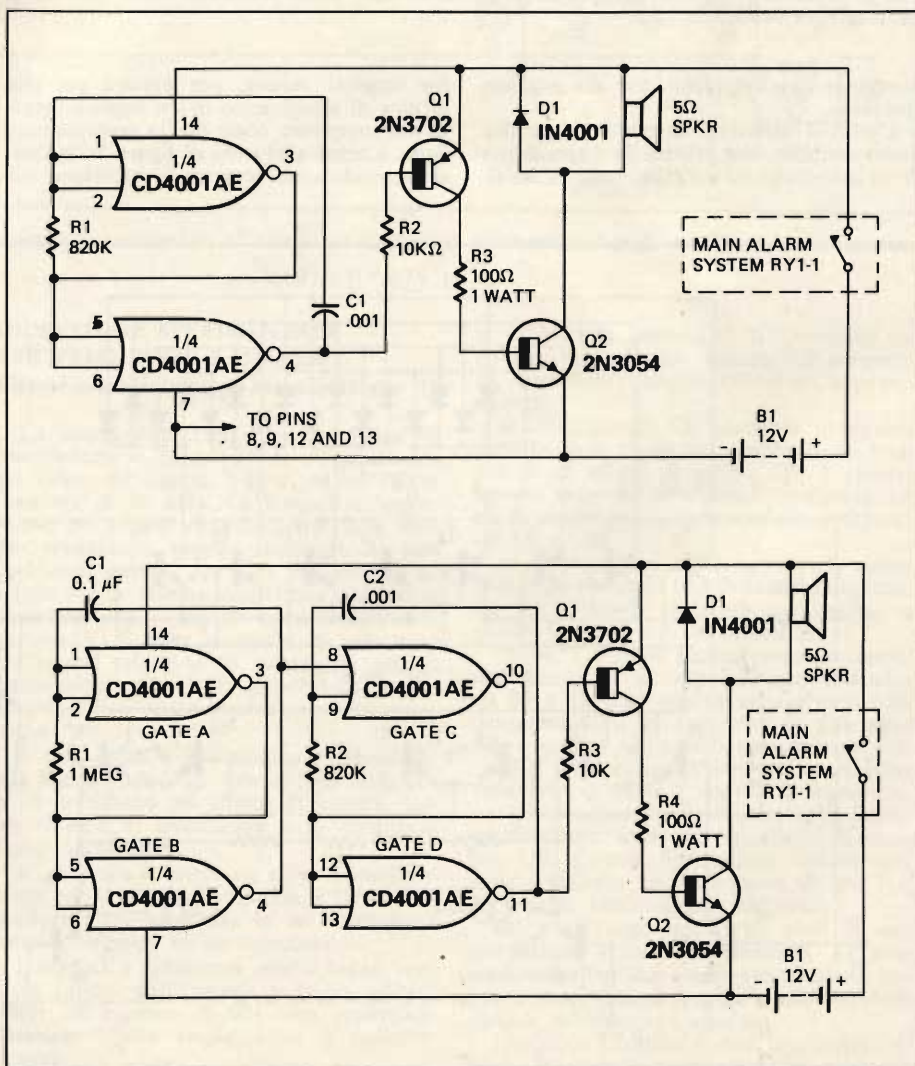 14
Q1
2N3702
D1
IN4001
5Ω
SPKR
1
2
1/4
CD4001AE
3
R1
820K
R2
10KΩ
MAIN ALARM
SYSTEM RY1-1
R3
100Ω
1 WATT
C1
.001
5
6
1/4
CD4001AE
4
Q2
2N3054
7
TO PINS
8, 9, 12 AND 13
B1
12V
-
+
C1
0.1 µF
C2
.001
14
Q1
2N3702
D1
IN4001
5Ω
SPKR
1
2
1/4
CD4001AE
3
GATE A
8
9
1/4
CD4001AE
10
GATE C
R1
1 MEG
R2
820K
R3
10K
MAIN
ALARM
SYSTEM
RY1-1
R4
100Ω
1 WATT
GATE B
5
6
1/4
CD4001AE
4
GATE D
12
13
1/4
CD4001AE
11
7
Q2
2N3054
B1
12V
-
+